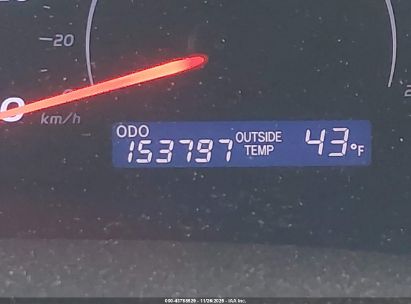 20
0
km/h
ODO
153797
OUTSIDE
TEMP
43°F